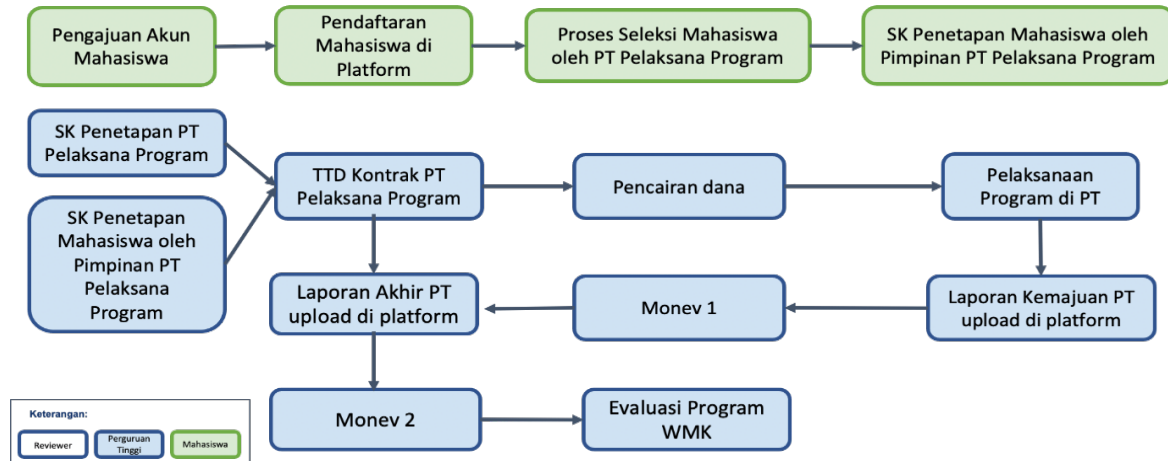 Pengajuan Akun
Mahasiswa
Pendaftaran
Mahasiswa di
Platform
Proses Seleksi Mahasiswa
oleh PT Pelaksana Program
SK Penetapan Mahasiswa oleh
Pimpinan PT Pelaksana Program
SK Penetapan PT
Pelaksana Program
SK Penetapan
Mahasiswa oleh
Pimpinan PT
Pelaksana
Program
TTD Kontrak PT
Pelaksana Program
Pencairan dana
Pelaksanaan
Program di PT
Laporan Akhir PT
upload di platform
Monev 1
Laporan Kemajuan PT
upload di platform
Monev 2
Evaluasi Program
WMK
Keterangan:
Reviewer
Perguruan
Tinggi
Mahasiswa